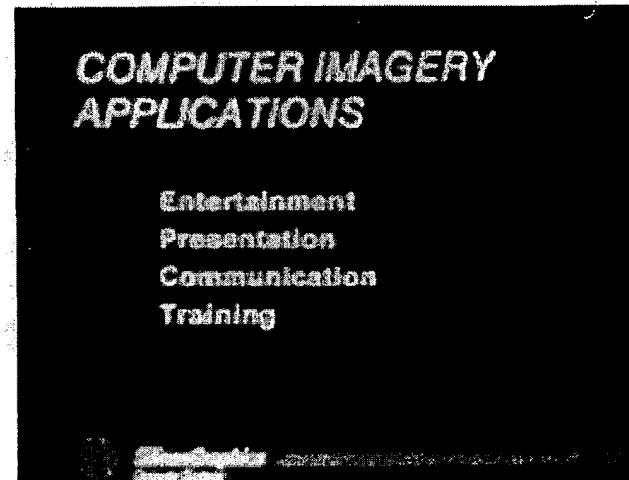 COMPUTER IMAGERY
APPLICATIONS
Entertainment
Presentation
Communication
Training